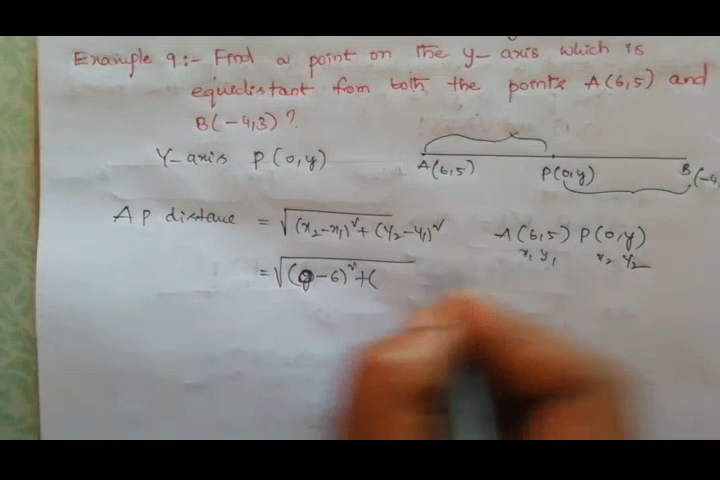 Example 9:- Find a point on the y-axis which is
equidistant from both the points A(6,5) and
B(-4,3)?
Y-axis P(0,y)
A(6,5) P(0,y) B(-4,
AP distance = √(x₂-x₁)² + (y₂-y₁)²
A(6,5) P(0,y)
x₁ y₁ x₂ y₂
= √(0-6)² + (